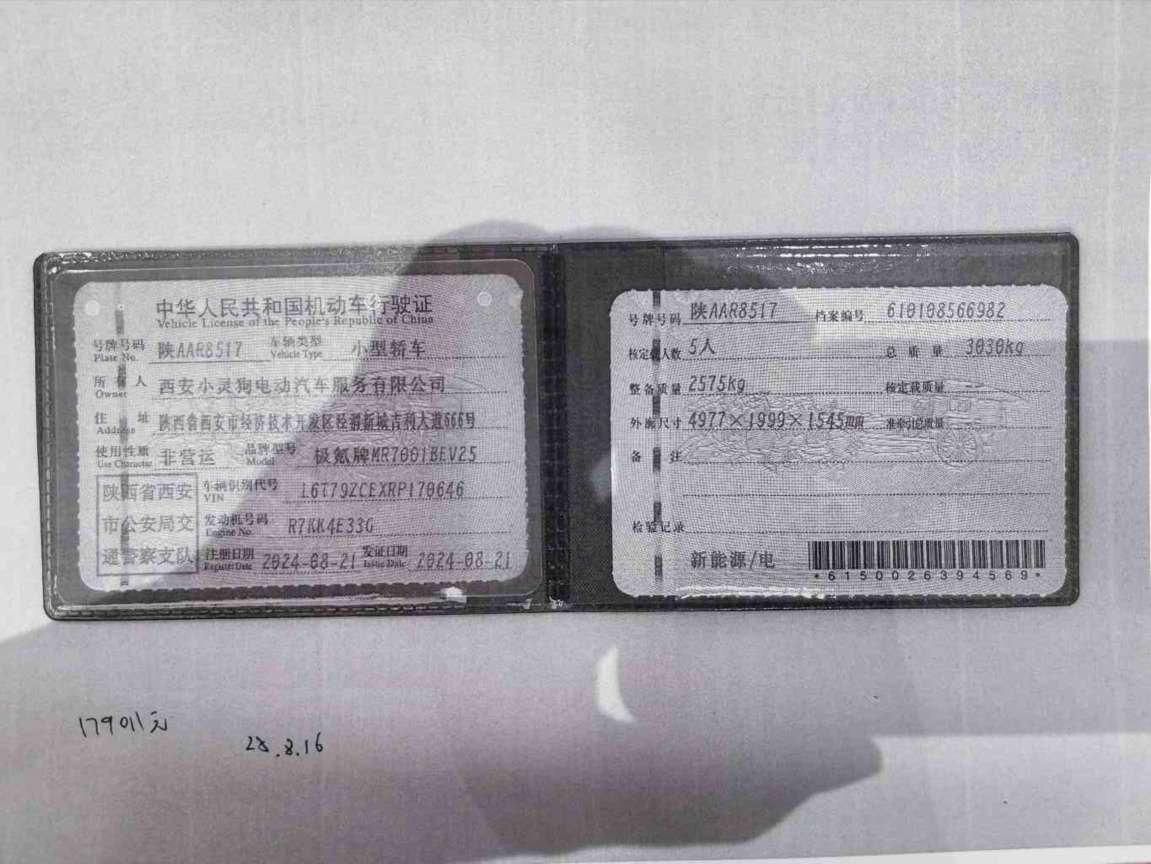 中华人民共和国机动车行驶证
Vehicle License of the People's Republic of China
号牌号码 Plate No. 陕AAR8517 车辆类型 Vehicle Type 小型轿车
所有人 Owner 西安小灵狗电动汽车服务有限公司
住址 Address 陕西省西安市经济技术开发区泾渭新城吉利大道666号
使用性质 Use Character 非营运 品牌型号 Model 极氪牌MR7001BEV25
陕西省西安市公安局交通警察支队
车辆识别代号 VIN L6T79ZCEXRP170646
发动机号码 Engine No. R7KK4E33G
注册日期 Register Date 2024-08-21 发证日期 Issue Date 2024-08-21
号牌号码 陕AAR8517 档案编号 610108566982
核定载人数 5人 总质量 3030kg
整备质量 2575kg 核定载质量 --
外廓尺寸 4977×1999×1545mm 准牵引总质量
备注
检验记录
新能源/电
*6150026394569*
179011元
28.8.16